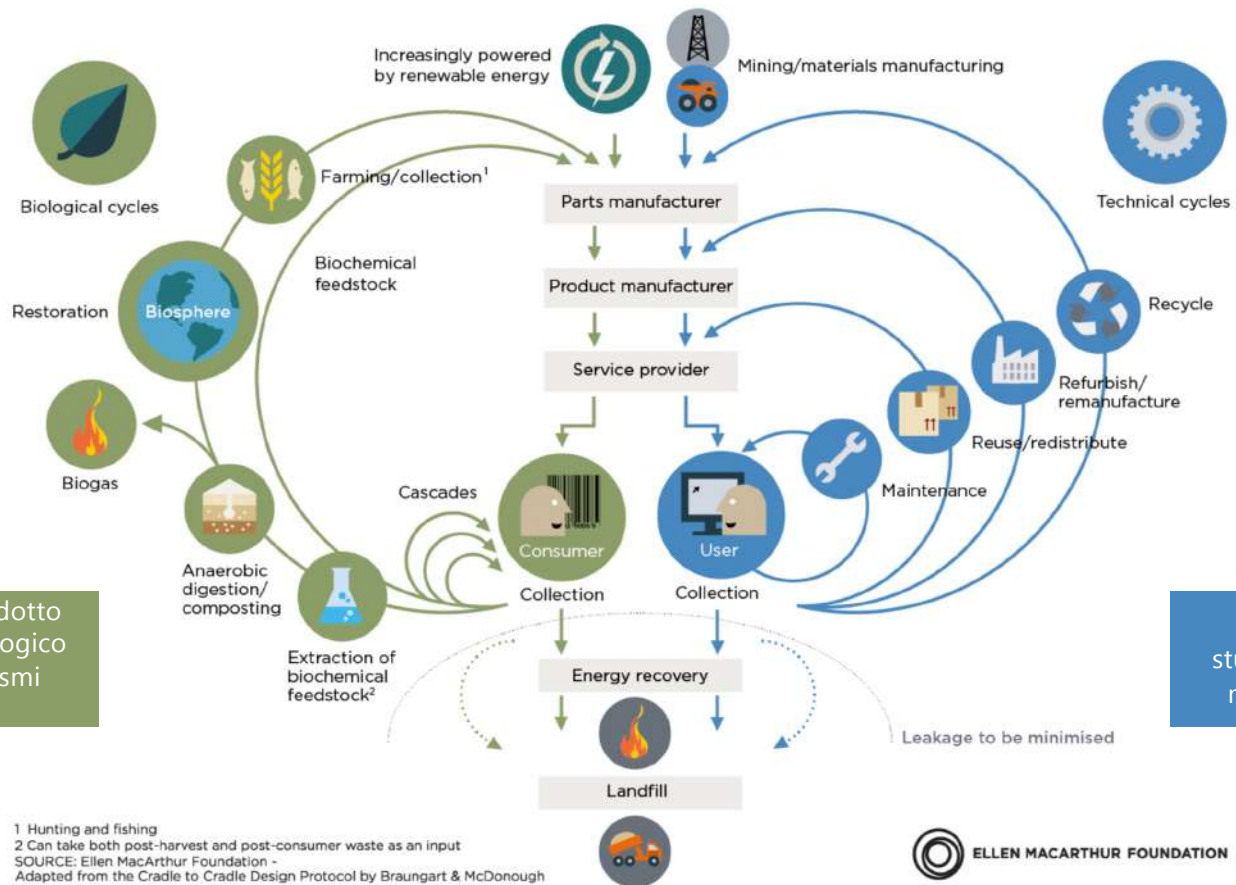 Increasingly powered
by renewable energy
Mining/materials manufacturing
Biological cycles
Farming/collection¹
Parts manufacturer
Technical cycles
Biochemical
feedstock
Product manufacturer
Restoration
Biosphere
Recycle
Service provider
Refurbish/
remanufacture
Reuse/redistribute
Biogas
Cascades
Maintenance
Consumer
User
Anaerobic
digestion/
composting
Collection
Collection
dotto
ogico
smi
Extraction of
biochemical
feedstock²
Energy recovery
Leakage to be minimised
Landfill
1 Hunting and fishing
2 Can take both post-harvest and post-consumer waste as an input
SOURCE: Ellen MacArthur Foundation -
Adapted from the Cradle to Cradle Design Protocol by Braungart & McDonough
ELLEN MACARTHUR FOUNDATION